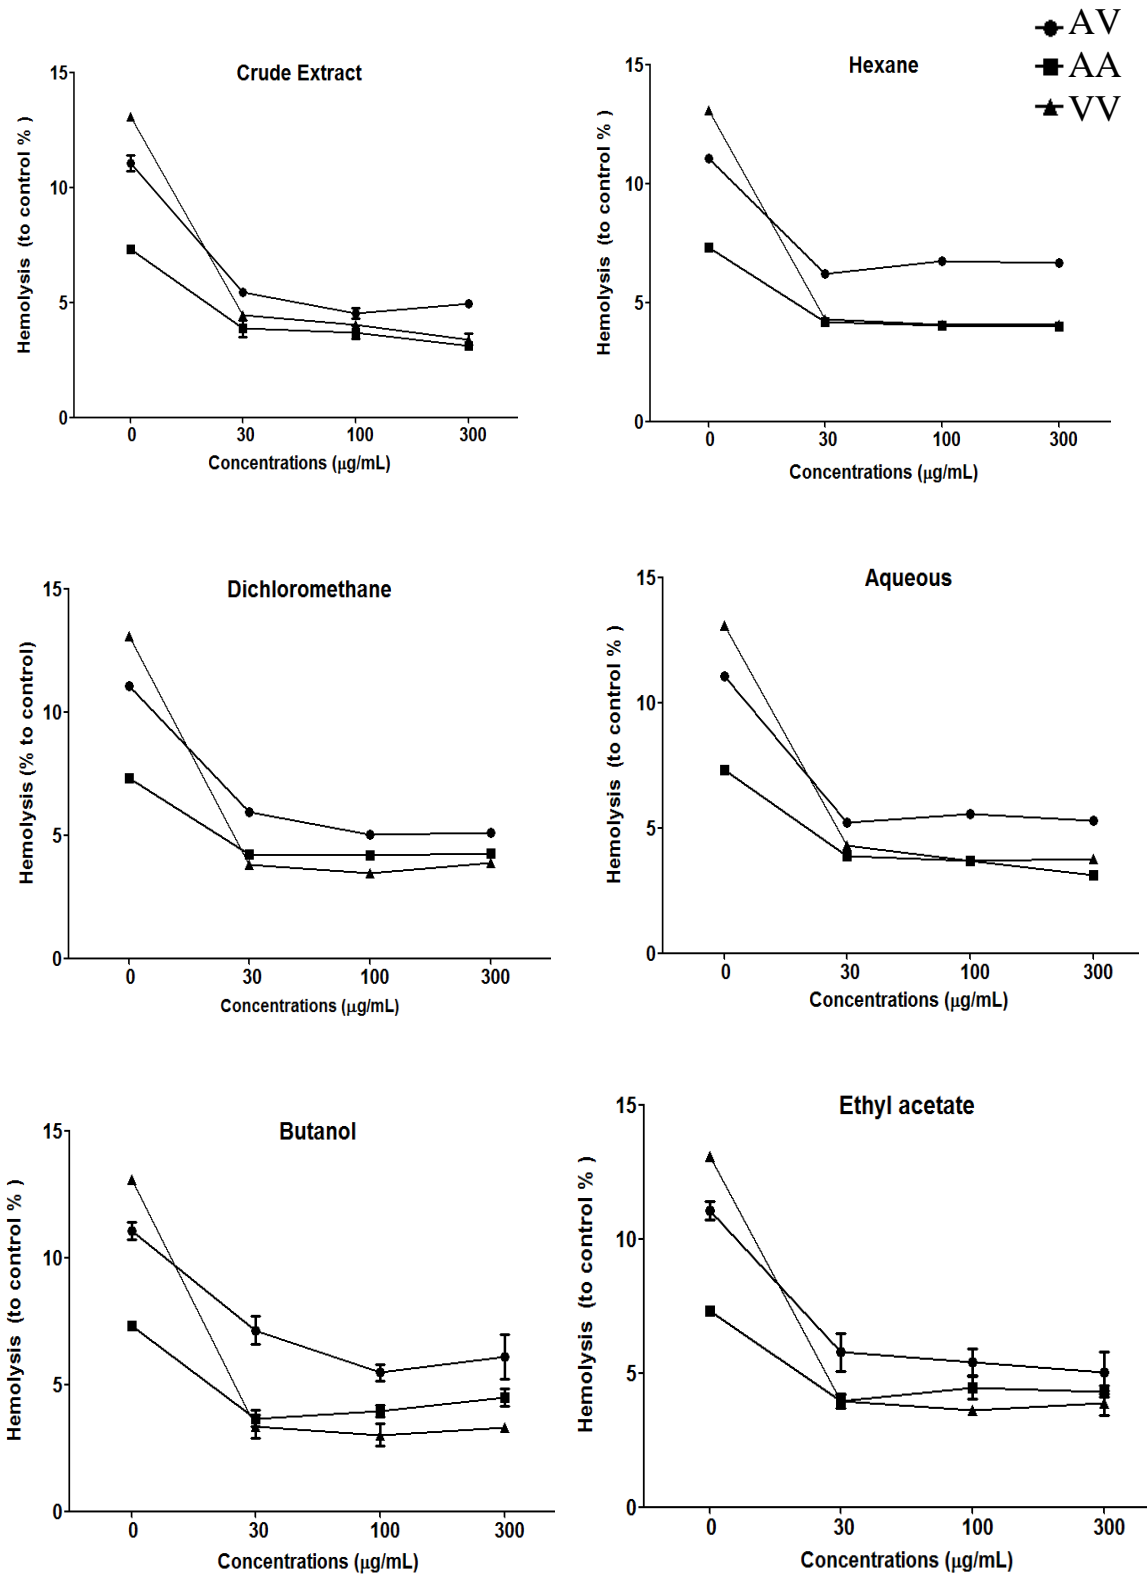 AV
AA
VV
Crude Extract
Hemolysis (to control % )
15
10
5
0
0 30 100 300
Concentrations (µg/mL)
Hexane
Hemolysis (to control % )
15
10
5
0
0 30 100 300
Concentrations (µg/mL)
Dichloromethane
Hemolysis (% to control)
15
10
5
0
0 30 100 300
Concentrations (µg/mL)
Aqueous
Hemolysis (to control % )
15
10
5
0
0 30 100 300
Concentrations (µg/mL)
Butanol
Hemolysis (to control % )
15
10
5
0
0 30 100 300
Concentrations (µg/mL)
Ethyl acetate
Hemolysis (to control % )
15
10
5
0
0 30 100 300
Concentrations (µg/mL)